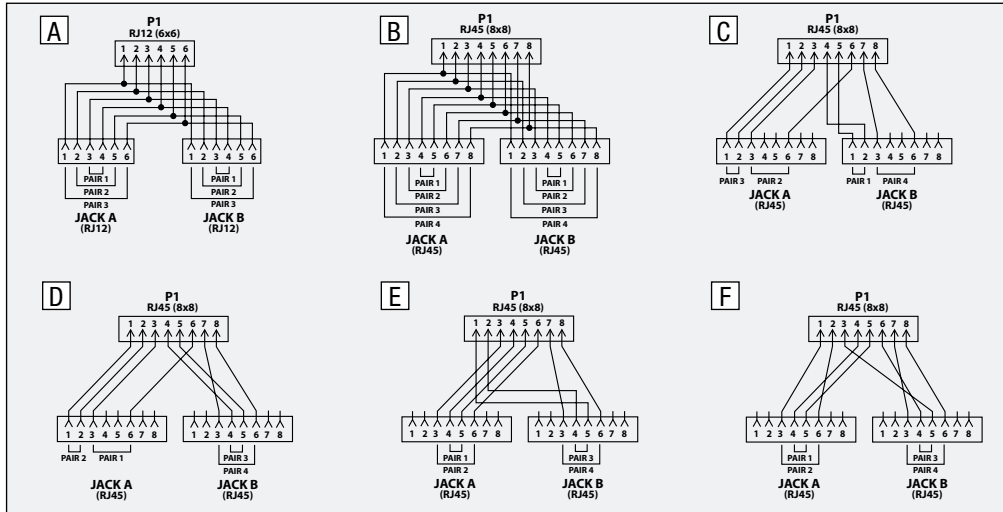 A
P1
RJ12 (6x6)
1 2 3 4 5 6
1 2 3 4 5 6
1 2 3 4 5 6
PAIR 1
PAIR 2
PAIR 3
PAIR 1
PAIR 2
PAIR 3
JACK A
(RJ12)
JACK B
(RJ12)
B
P1
RJ45 (8x8)
1 2 3 4 5 6 7 8
1 2 3 4 5 6 7 8
1 2 3 4 5 6 7 8
PAIR 1
PAIR 2
PAIR 3
PAIR 4
PAIR 1
PAIR 2
PAIR 3
PAIR 4
JACK A
(RJ45)
JACK B
(RJ45)
C
P1
RJ45 (8x8)
1 2 3 4 5 6 7 8
1 2 3 4 5 6 7 8
1 2 3 4 5 6 7 8
PAIR 3
PAIR 2
PAIR 1
PAIR 4
JACK A
(RJ45)
JACK B
(RJ45)
D
P1
RJ45 (8x8)
1 2 3 4 5 6 7 8
1 2 3 4 5 6 7 8
1 2 3 4 5 6 7 8
PAIR 2
PAIR 1
PAIR 3
PAIR 4
JACK A
(RJ45)
JACK B
(RJ45)
E
P1
RJ45 (8x8)
1 2 3 4 5 6 7 8
1 2 3 4 5 6 7 8
1 2 3 4 5 6 7 8
PAIR 1
PAIR 2
PAIR 3
PAIR 4
JACK A
(RJ45)
JACK B
(RJ45)
F
P1
RJ45 (8x8)
1 2 3 4 5 6 7 8
1 2 3 4 5 6 7 8
1 2 3 4 5 6 7 8
PAIR 1
PAIR 2
PAIR 3
PAIR 4
JACK A
(RJ45)
JACK B
(RJ45)